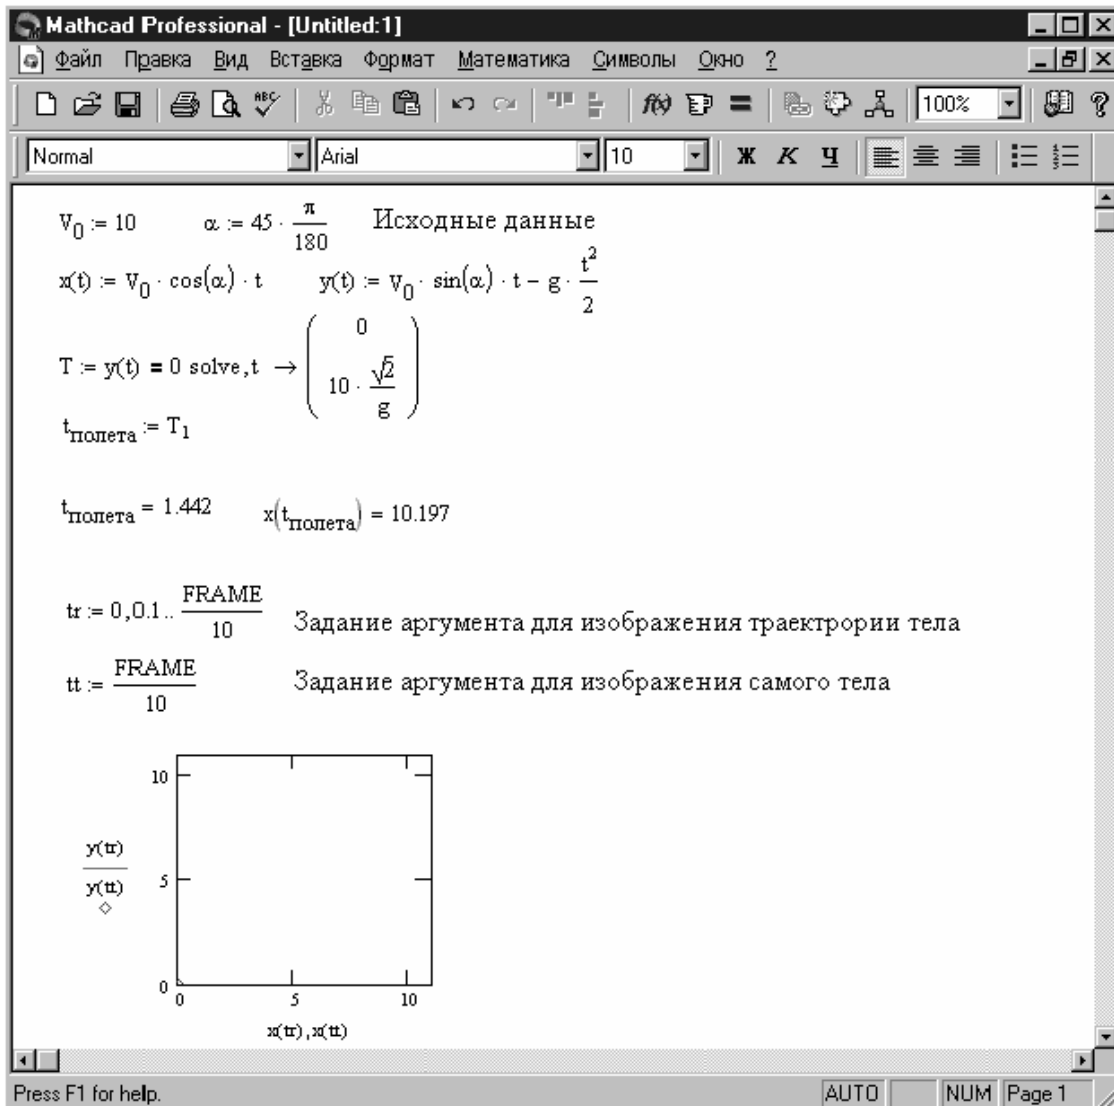 Mathcad Professional - [Untitled:1]
Файл Правка Вид Вставка Формат Математика Символы Окно ?
ABC f(x) 100% ?
Normal Arial 10 Ж К Ч
V₀ := 10 α := 45 · π/180 Исходные данные
x(t) := V₀ · cos(α) · t y(t) := V₀ · sin(α) · t − g · t²/2
T := y(t) = 0 solve,t → ( 0 10 · √2/g )
tполета := T₁
tполета = 1.442 x(tполета) = 10.197
tr := 0,0.1.. FRAME/10 Задание аргумента для изображения траектрории тела
tt := FRAME/10 Задание аргумента для изображения самого тела
10
y(tr)
y(tt)
5
0
0 5 10
x(tr),x(tt)
Press F1 for help. AUTO NUM Page 1